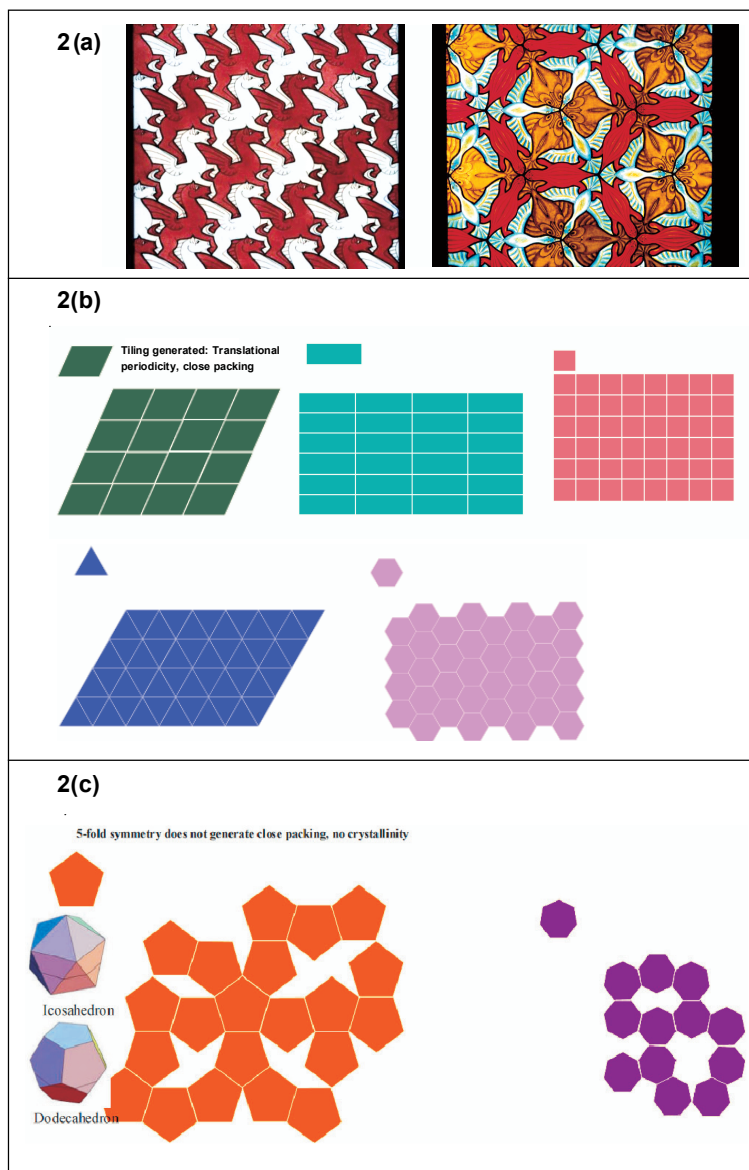 2(a)
2(b)
Tiling generated: Translational
periodicity, close packing
2(c)
5-fold symmetry does not generate close packing, no crystallinity
Icosahedron
Dodecahedron